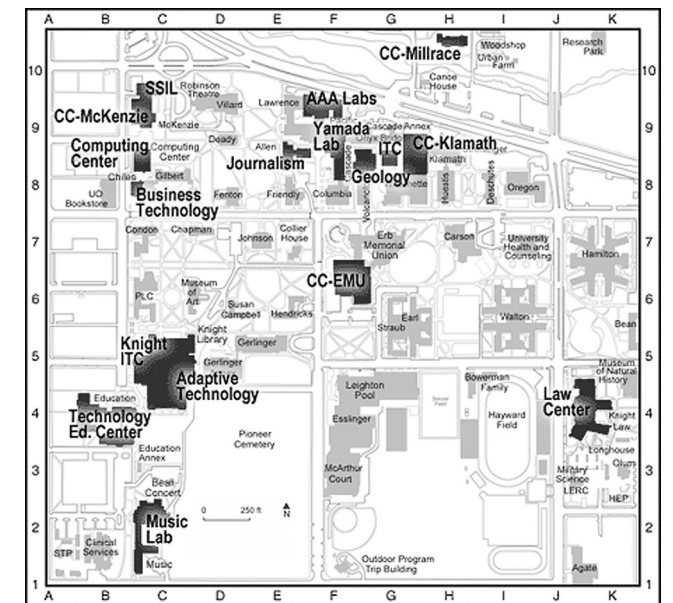 A B C D E F G H I J K
10
9
8
7
6
5
4
3
2
1
10
9
8
7
6
5
4
3
2
1
CC-Millrace
Woodshop
Urban
Farm
Research
Park
Canoe
House
SSIL
Robinson
Theatre
Villard
Lawrence
AAA Labs
CC-McKenzie
McKenzie
Deady
Yamada
Lab
Cascade
Annex
ITC
CC-Klamath
Klamath
Computing
Center
Computing
Center
Allen
Journalism
Geology
Chiles
Gilbert
UO
Bookstore
Business
Technology
Fenton
Friendly
Columbia
Volcanology
Huestis
Deschutes
Oregon
Condon
Chapman
Johnson
Collier
House
Erb
Memorial
Union
Carson
University
Health and
Counseling
Hamilton
CC-EMU
PLC
Museum
of
Art
Susan
Campbell
Hendricks
Earl
Straub
Walton
Bean
Knight
ITC
Knight
Library
Gerlinger
Gerlinger
Adaptive
Technology
Museum
of Natural
History
Leighton
Pool
Bowerman
Family
Soccer
Field
Law
Center
Education
Technology
Ed. Center
Esslinger
Hayward
Field
Knight
Law
Pioneer
Cemetery
Education
Annex
Longhouse
McArthur
Court
Military
Science
Olum
LERC
HEP
Beall
Concert
0 250 ft
N
Music
Lab
STP
Clinical
Services
Music
Outdoor Program
Trip Building
Agate
A B C D E F G H I J K